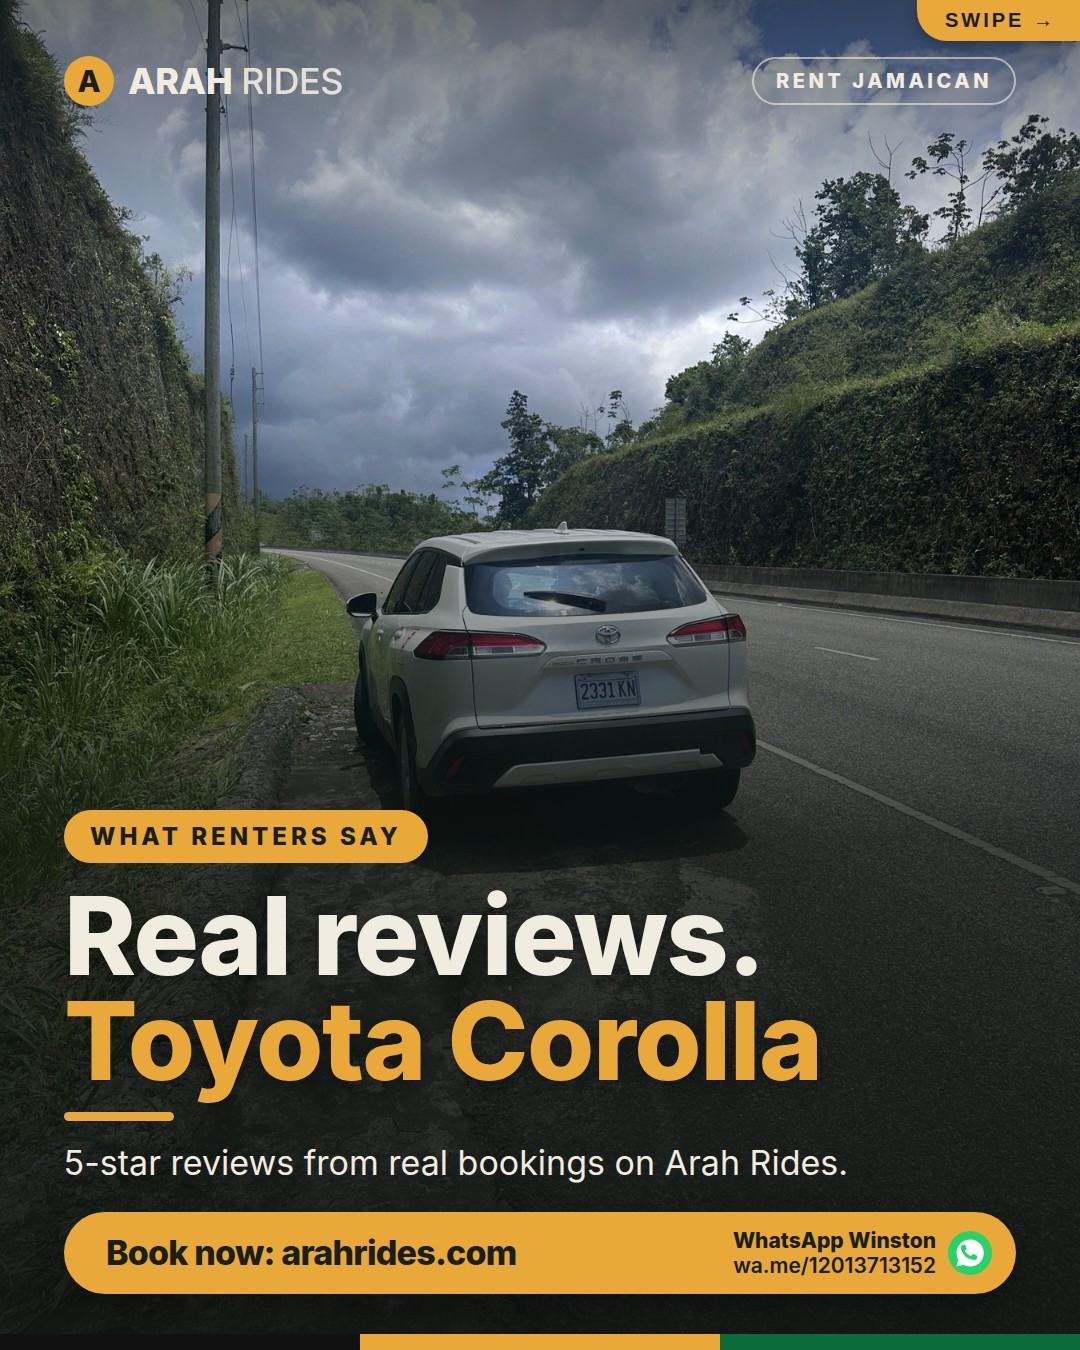 SWIPE →
A ARAH RIDES
RENT JAMAICAN
CROSS
2331 KN
WHAT RENTERS SAY
Real reviews.
Toyota Corolla
5-star reviews from real bookings on Arah Rides.
Book now: arahrides.com
WhatsApp Winston
wa.me/12013713152